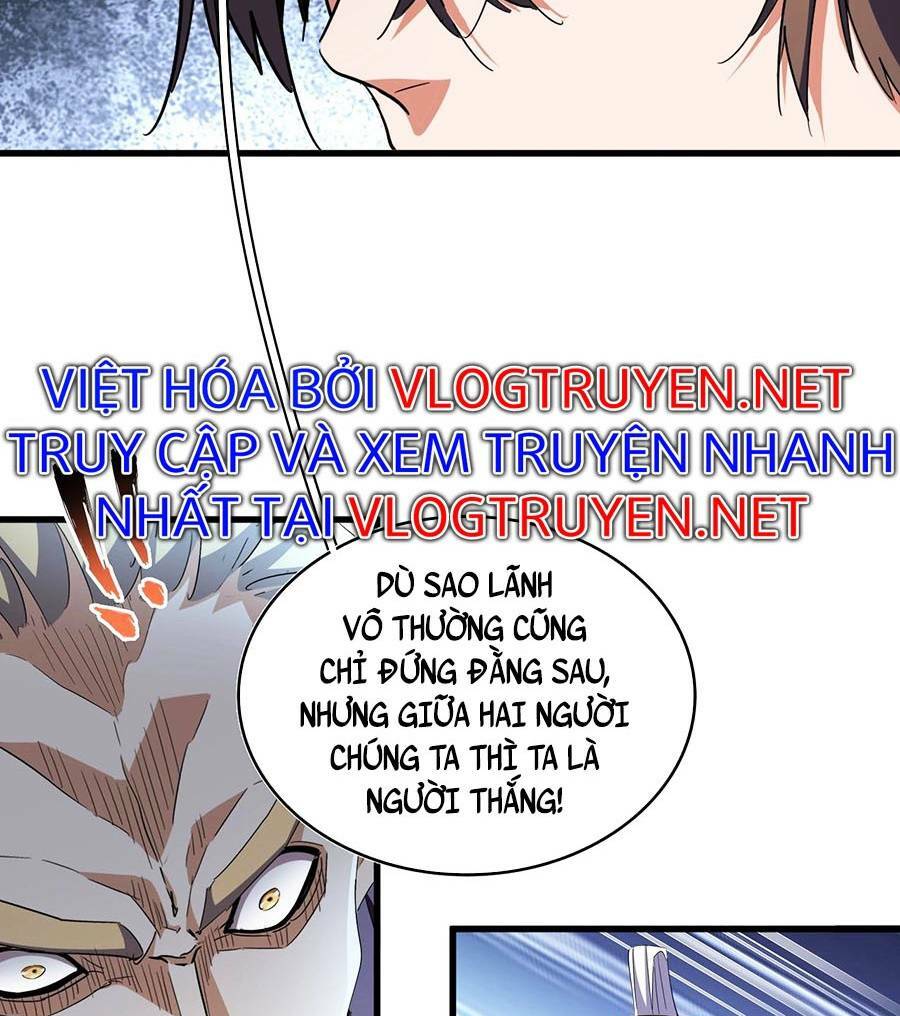 VIỆT HÓA BỞI VLOGTRUYEN.NET
TRUY CẬP VÀ XEM TRUYỆN NHANH
NHẤT TẠI VLOGTRUYEN.NET
DÙ SAO LÃNH
VÔ THƯỜNG CŨNG
CHỈ ĐỨNG ĐẰNG SAU,
NHƯNG GIỮA HAI NGƯỜI
CHÚNG TA THÌ TA LÀ
NGƯỜI THẮNG!